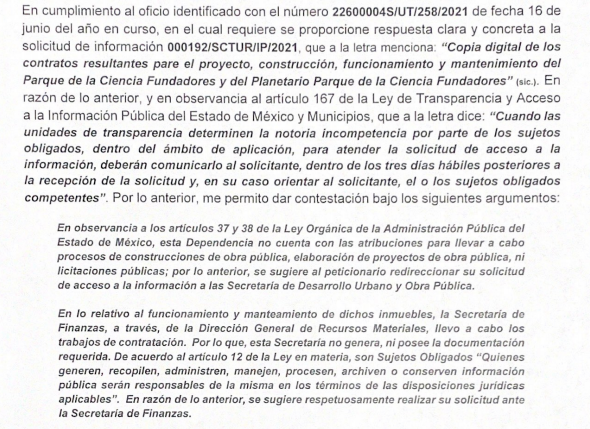 En cumplimiento al oficio identificado con el número 22600004S/UT/258/2021 de fecha 16 de
junio del año en curso, en el cual requiere se proporcione respuesta clara y concreta a la
solicitud de información 000192/SCTUR/IP/2021, que a la letra menciona: “Copia digital de los
contratos resultantes pare el proyecto, construcción, funcionamiento y mantenimiento del
Parque de la Ciencia Fundadores y del Planetario Parque de la Ciencia Fundadores” (sic.). En
razón de lo anterior, y en observancia al artículo 167 de la Ley de Transparencia y Acceso
a la Información Pública del Estado de México y Municipios, que a la letra dice: “Cuando las
unidades de transparencia determinen la notoria incompetencia por parte de los sujetos
obligados, dentro del ámbito de aplicación, para atender la solicitud de acceso a la
información, deberán comunicarlo al solicitante, dentro de los tres días hábiles posteriores a
la recepción de la solicitud y, en su caso orientar al solicitante, el o los sujetos obligados
competentes”. Por lo anterior, me permito dar contestación bajo los siguientes argumentos:
En observancia a los artículos 37 y 38 de la Ley Orgánica de la Administración Pública del
Estado de México, esta Dependencia no cuenta con las atribuciones para llevar a cabo
procesos de construcciones de obra pública, elaboración de proyectos de obra pública, ni
licitaciones públicas; por lo anterior, se sugiere al peticionario redireccionar su solicitud
de acceso a la información a las Secretaría de Desarrollo Urbano y Obra Pública.
En lo relativo al funcionamiento y manteamiento de dichos inmuebles, la Secretaría de
Finanzas, a través, de la Dirección General de Recursos Materiales, llevo a cabo los
trabajos de contratación. Por lo que, esta Secretaría no genera, ni posee la documentación
requerida. De acuerdo al artículo 12 de la Ley en materia, son Sujetos Obligados “Quienes
generen, recopilen, administren, manejen, procesen, archiven o conserven información
pública serán responsables de la misma en los términos de las disposiciones jurídicas
aplicables”. En razón de lo anterior, se sugiere respetuosamente realizar su solicitud ante
la Secretaría de Finanzas.